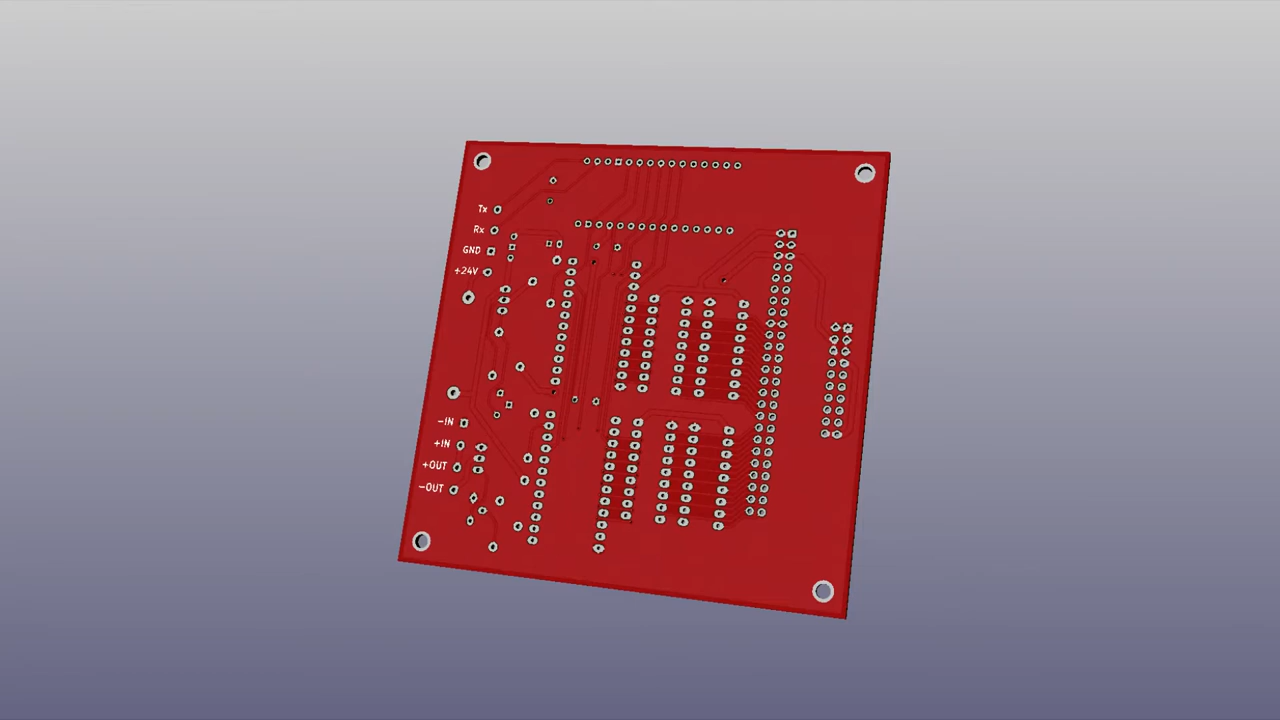 Tx
Rx
GND
+24V
-IN
+IN
+OUT
-OUT